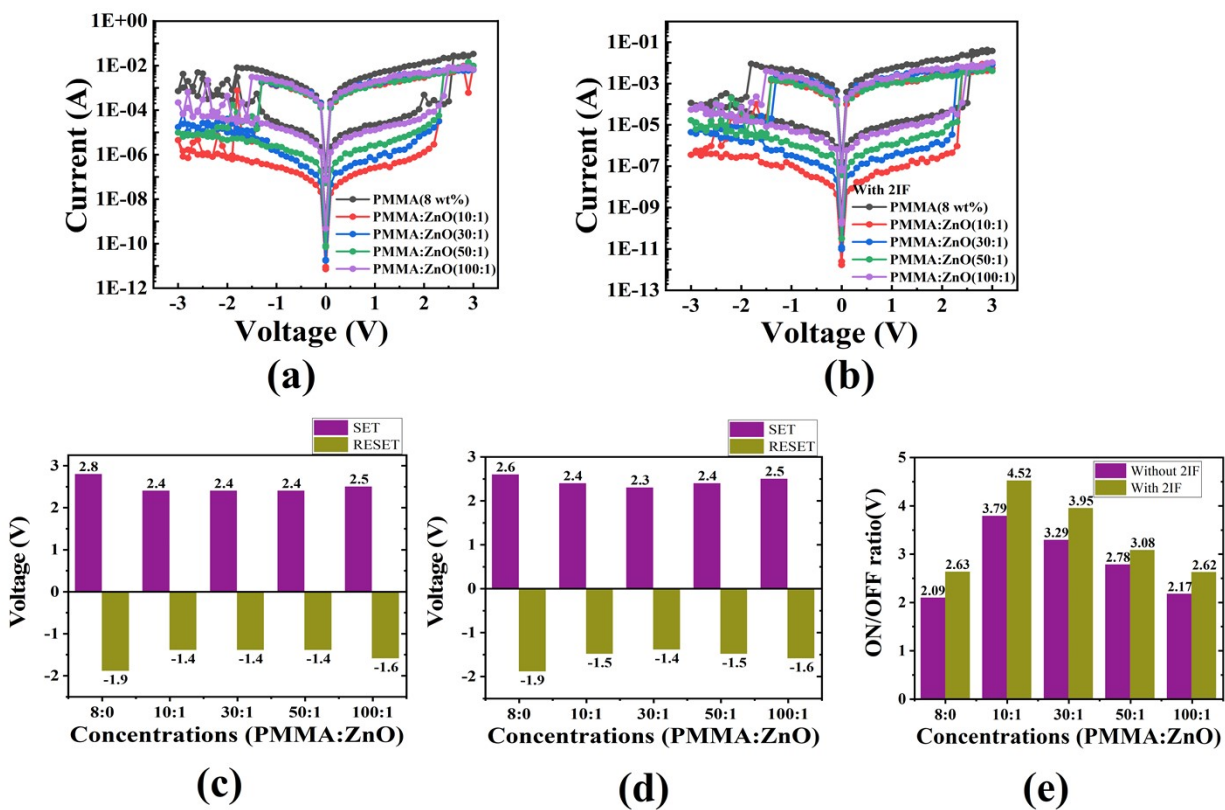 1E+00
1E-02
1E-04
1E-06
1E-08
1E-10
1E-12
Current (A)
PMMA(8 wt%)
PMMA:ZnO(10:1)
PMMA:ZnO(30:1)
PMMA:ZnO(50:1)
PMMA:ZnO(100:1)
-3 -2 -1 0 1 2 3
Voltage (V)
(a)
1E-01
1E-03
1E-05
1E-07
1E-09
1E-11
1E-13
Current (A)
With 2IF
PMMA(8 wt%)
PMMA:ZnO(10:1)
PMMA:ZnO(30:1)
PMMA:ZnO(50:1)
PMMA:ZnO(100:1)
-3 -2 -1 0 1 2 3
Voltage (V)
(b)
SET
RESET
3
2
1
0
-1
-2
Voltage (V)
2.8 2.4 2.4 2.4 2.5
-1.9 -1.4 -1.4 -1.4 -1.6
8:0 10:1 30:1 50:1 100:1
Concentrations (PMMA:ZnO)
(c)
SET
RESET
3
2
1
0
-1
-2
Voltage (V)
2.6 2.4 2.3 2.4 2.5
-1.9 -1.5 -1.4 -1.5 -1.6
8:0 10:1 30:1 50:1 100:1
Concentrations (PMMA:ZnO)
(d)
Without 2IF
With 2IF
5
4
3
2
1
0
ON/OFF ratio(V)
2.09 2.63 3.79 4.52 3.29 3.95 2.78 3.08 2.17 2.62
8:0 10:1 30:1 50:1 100:1
Concentrations (PMMA:ZnO)
(e)